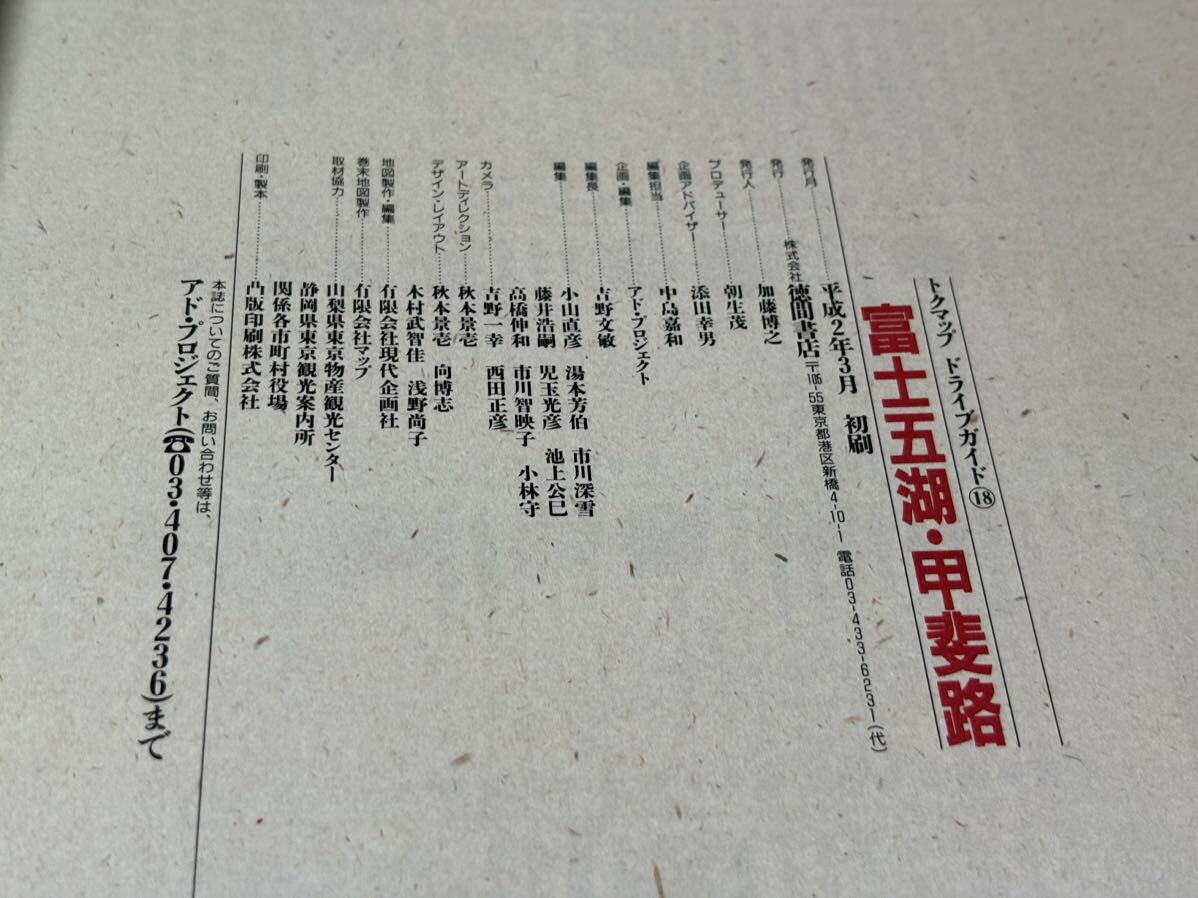 トクマップ ドライブガイド⑱
富士五湖・甲斐路
発行月……平成2年3月 初刷
発行……株式会社徳間書店〒105-55東京都港区新橋4-10-1 電話03-433-6231(代)
発行人……加藤博之
プロデューサー……朝生茂
企画アドバイザー……添田幸男
編集担当……中島嘉和
企画・編集……アド・プロジェクト
編集長……吉野文敏
編集……小山直彦 湯本芳伯 市川深雪
藤井浩嗣 児玉光彦 池上公巳
高橋伸和 市川智映子 小林守
カメラ……吉野一幸 西田正彦
アートディレクション……秋本景壱
デザイン・レイアウト……秋本景壱 向博志
木村武智佳 浅野尚子
地図製作・編集……有限会社現代企画社
巻末地図製作……有限会社マップ
取材協力……山梨県東京物産観光センター
静岡県東京観光案内所
関係各市町村役場
印刷・製本……凸版印刷株式会社
本誌についてのご質問、お問い合わせ等は、
アド・プロジェクト(☎03・407・4236)まで